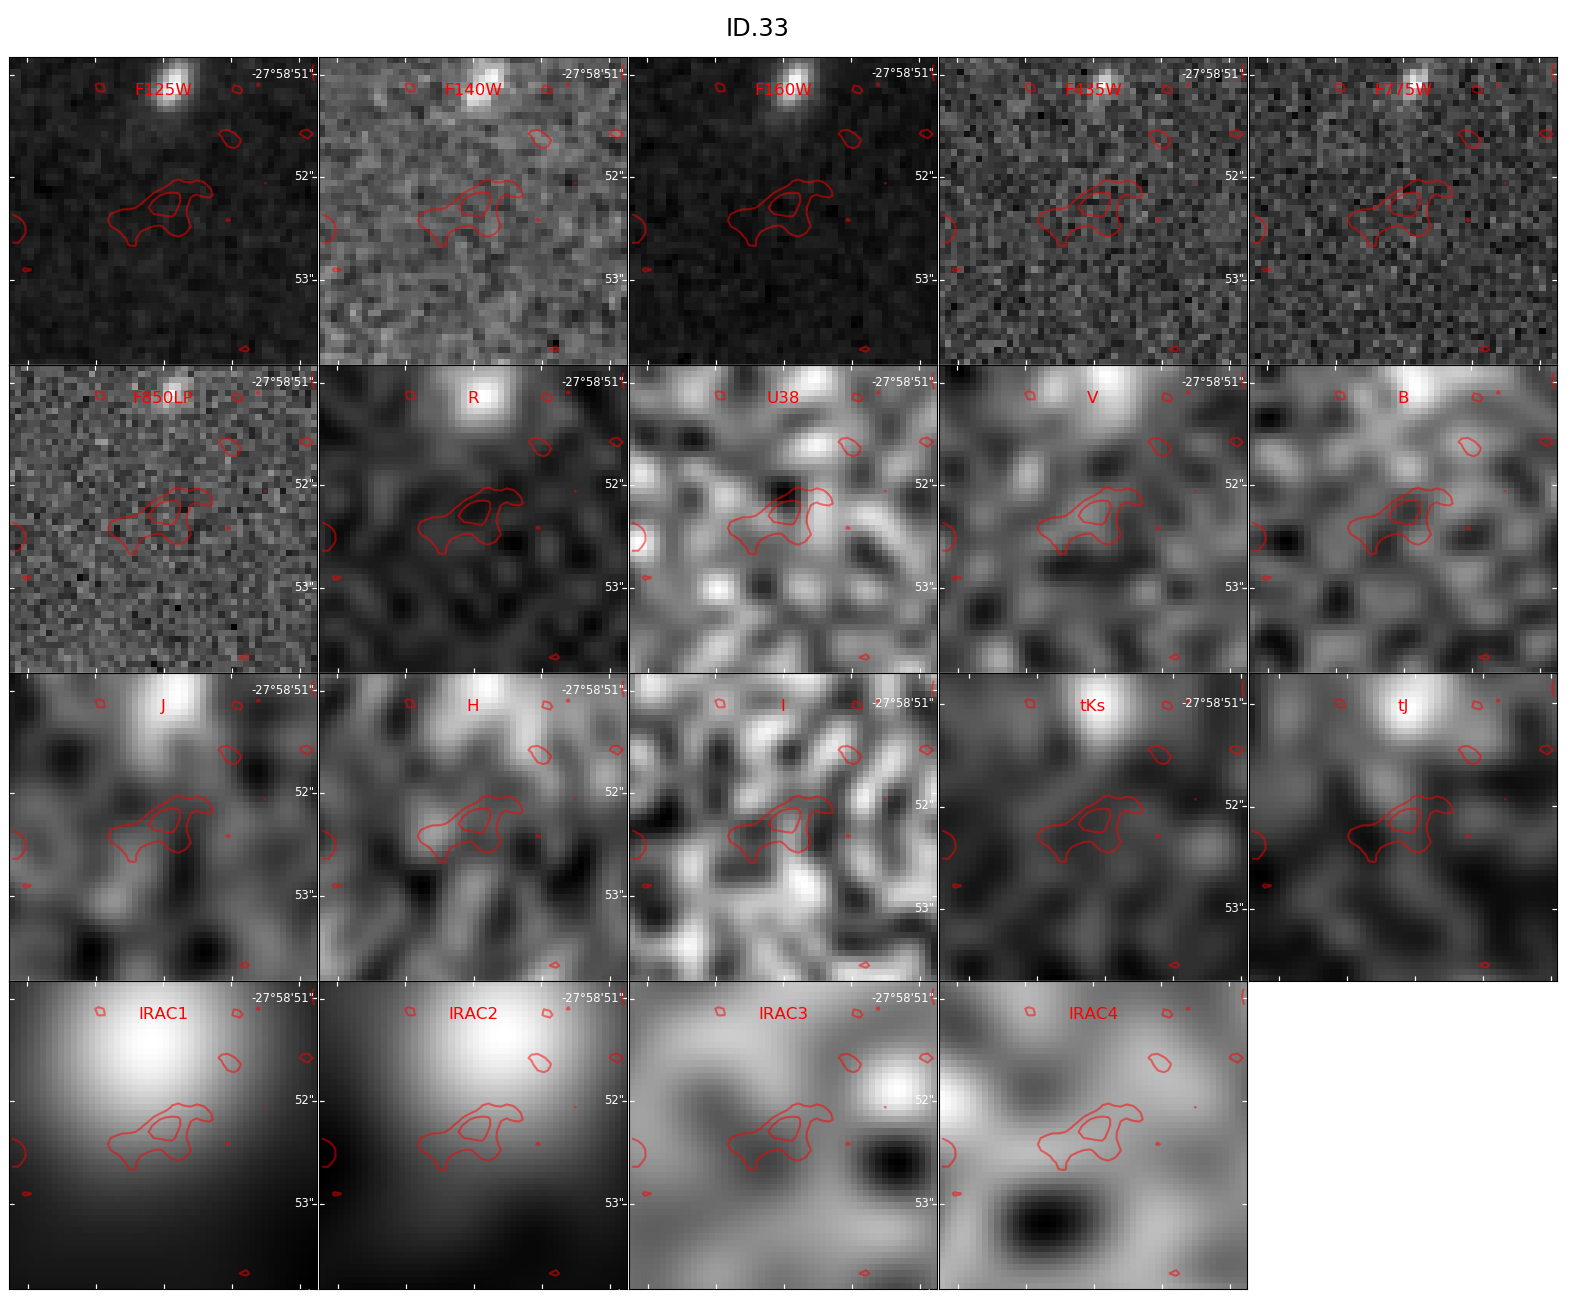 ID.33
F125W -27°58'51" F140W -27°58'51" F160W -27°58'51" F435W -27°58'51" F775W
52" 52" 52" 52"
53" 53" 53" 53"
F850LP -27°58'51" R -27°58'51" U38 -27°58'51" V -27°58'51" B
52" 52" 52" 52"
53" 53" 53" 53"
J -27°58'51" H -27°58'51" I -27°58'51" tKs -27°58'51" tJ
52" 52" 52" 52"
53" 53" 53" 53"
IRAC1 -27°58'51" IRAC2 -27°58'51" IRAC3 -27°58'51" IRAC4
52" 52" 52"
53" 53" 53"